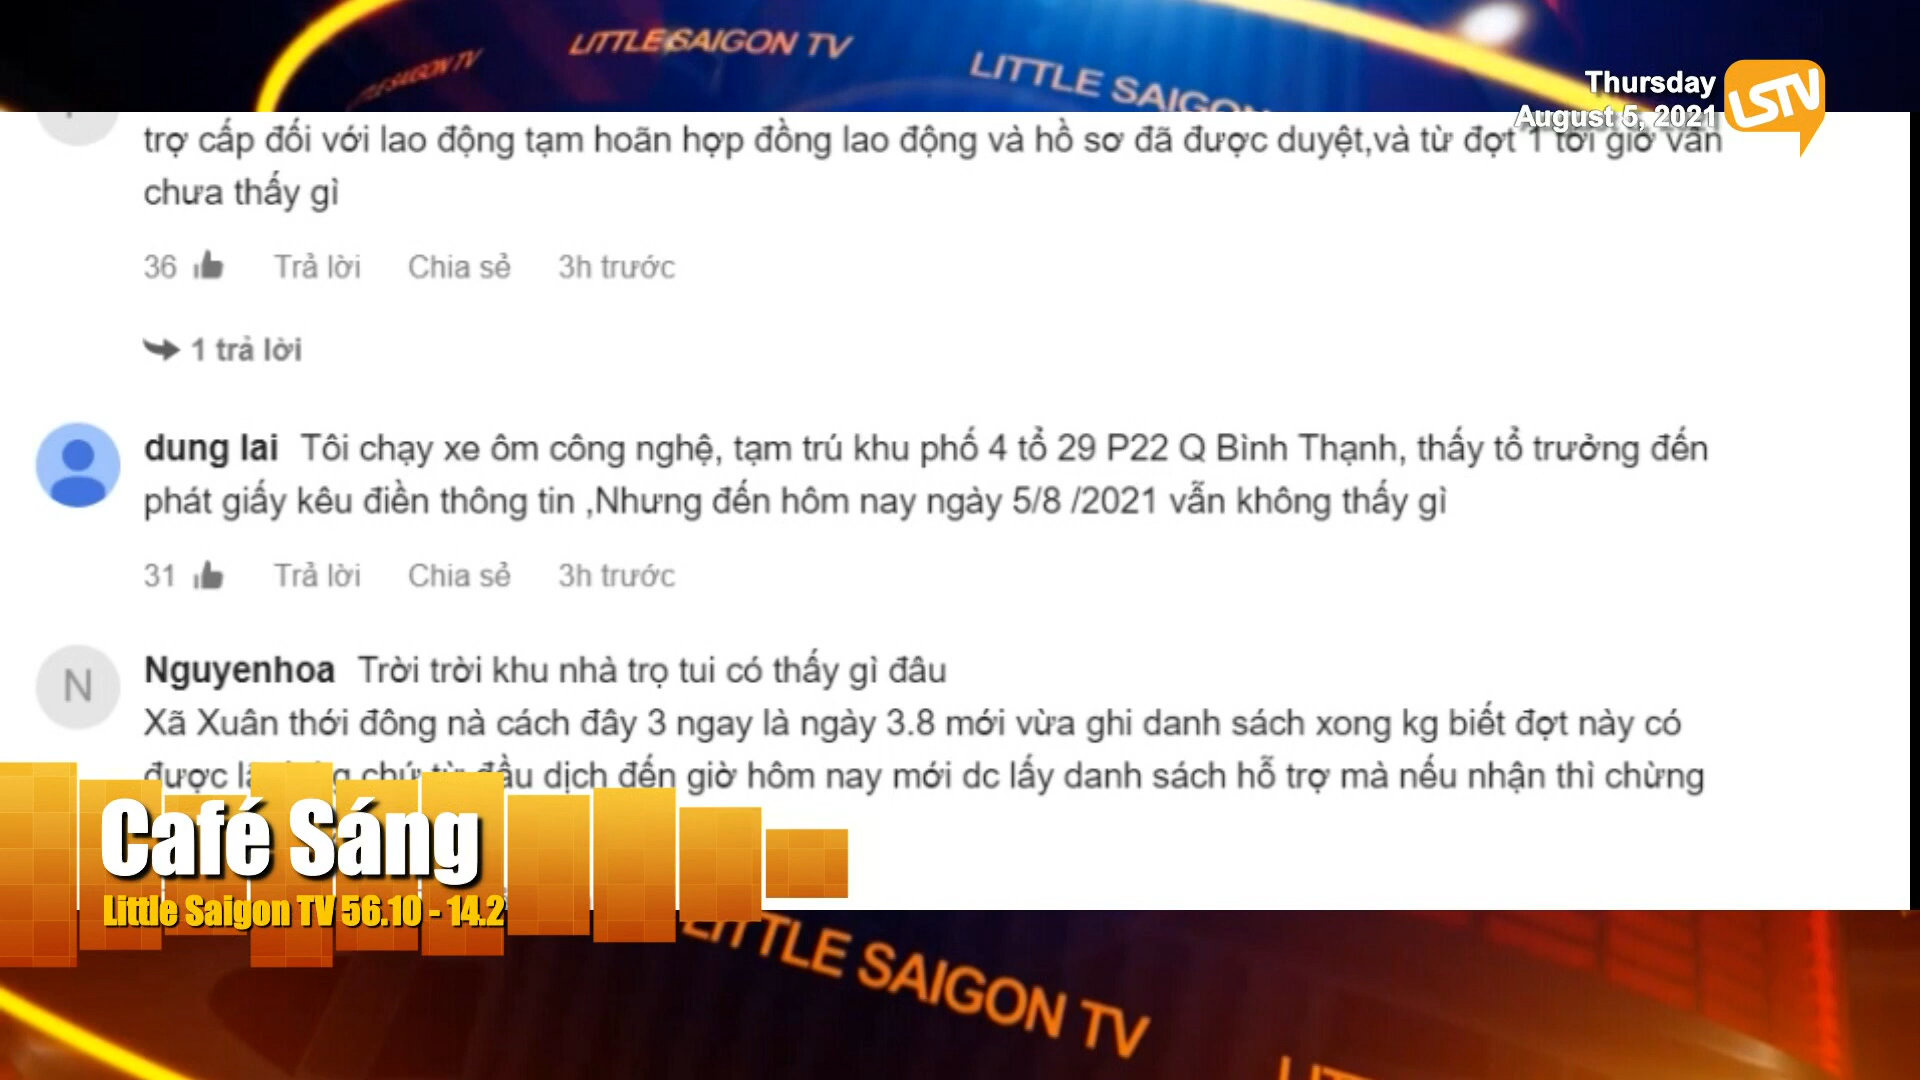 LITTLE SAIGON TV
LITTLE SAIGON TV
LITTLE SAIGON
Thursday
August 5, 2021
LSTV
trợ cấp đối với lao động tạm hoãn hợp đồng lao động và hồ sơ đã được duyệt,và từ đợt 1 tới giờ vẫn
chưa thấy gì
36 Trả lời Chia sẻ 3h trước
1 trả lời
dung lai Tôi chạy xe ôm công nghệ, tạm trú khu phố 4 tổ 29 P22 Q Bình Thạnh, thấy tổ trưởng đến
phát giấy kêu điền thông tin ,Nhưng đến hôm nay ngày 5/8 /2021 vẫn không thấy gì
31 Trả lời Chia sẻ 3h trước
N
Nguyenhoa Trời trời khu nhà trọ tui có thấy gì đâu
Xã Xuân thới đông nà cách đây 3 ngay là ngày 3.8 mới vừa ghi danh sách xong kg biết đợt này có
được chứ từ đầu dịch đến giờ hôm nay mới dc lấy danh sách hỗ trợ mà nếu nhận thì chừng
Café Sáng
Little Saigon TV 56.10 - 14.2
LITTLE SAIGON TV